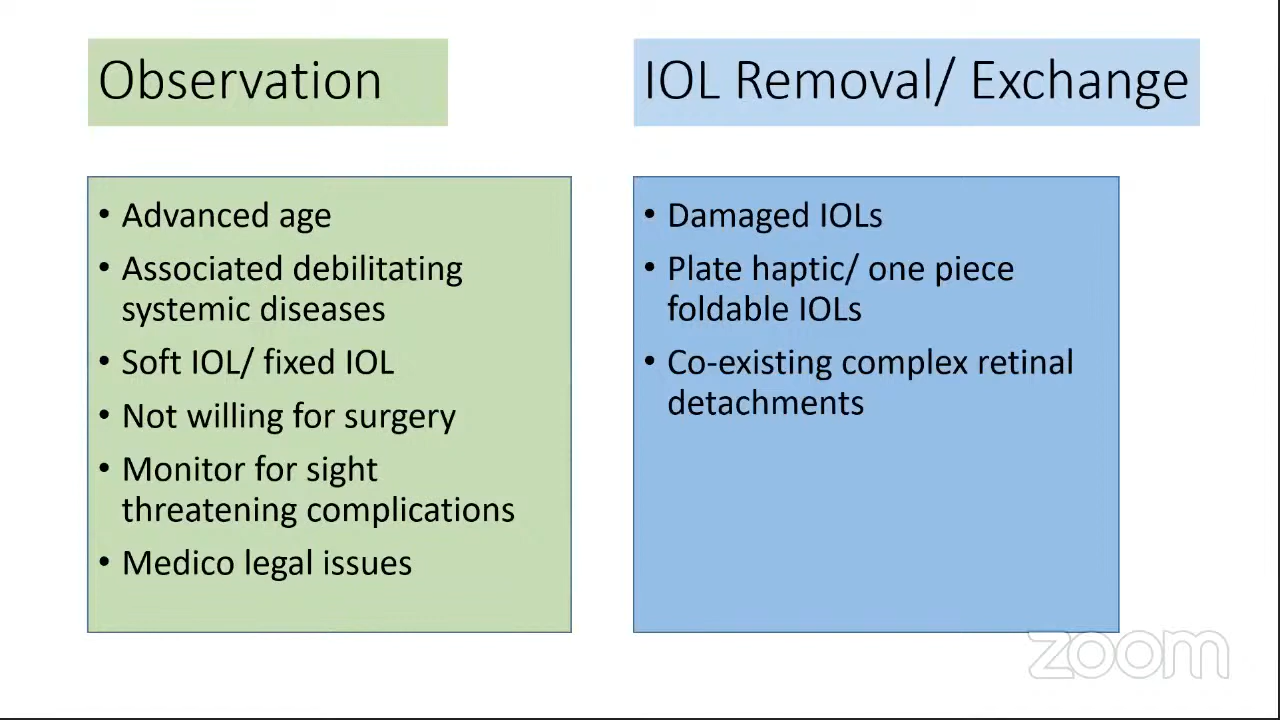 Observation
• Advanced age
• Associated debilitating
systemic diseases
• Soft IOL/ fixed IOL
• Not willing for surgery
• Monitor for sight
threatening complications
• Medico legal issues
IOL Removal/ Exchange
• Damaged IOLs
• Plate haptic/ one piece
foldable IOLs
• Co-existing complex retinal
detachments
zoom